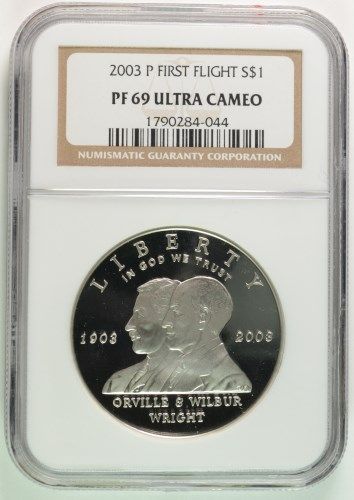 2003 P FIRST FLIGHT S$1
PF 69 ULTRA CAMEO
1790284-044
NUMISMATIC GUARANTY CORPORATION
LIBERTY
IN GOD WE TRUST
1903 2003
ORVILLE & WILBUR
WRIGHT